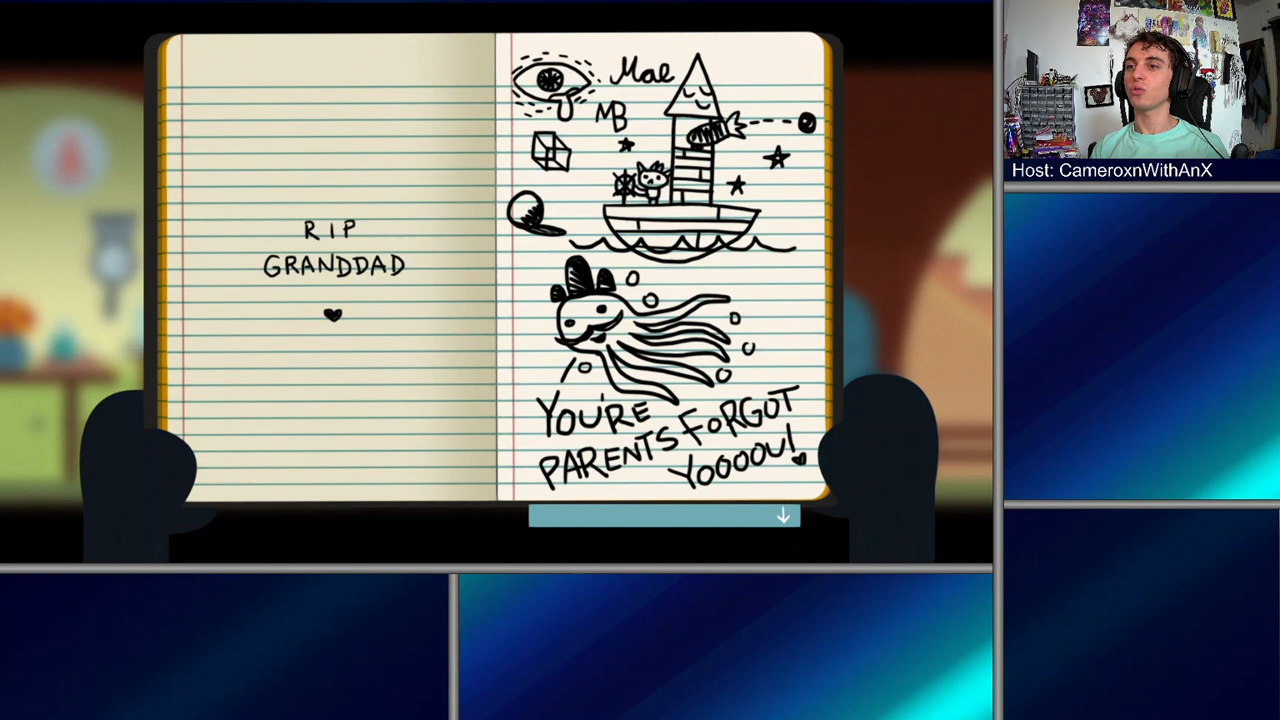 RIP
GRANDDAD
Mae
MB
YOU'RE
PARENTS FORGOT
YOOOOU!
Host: CameroxnWithAnX